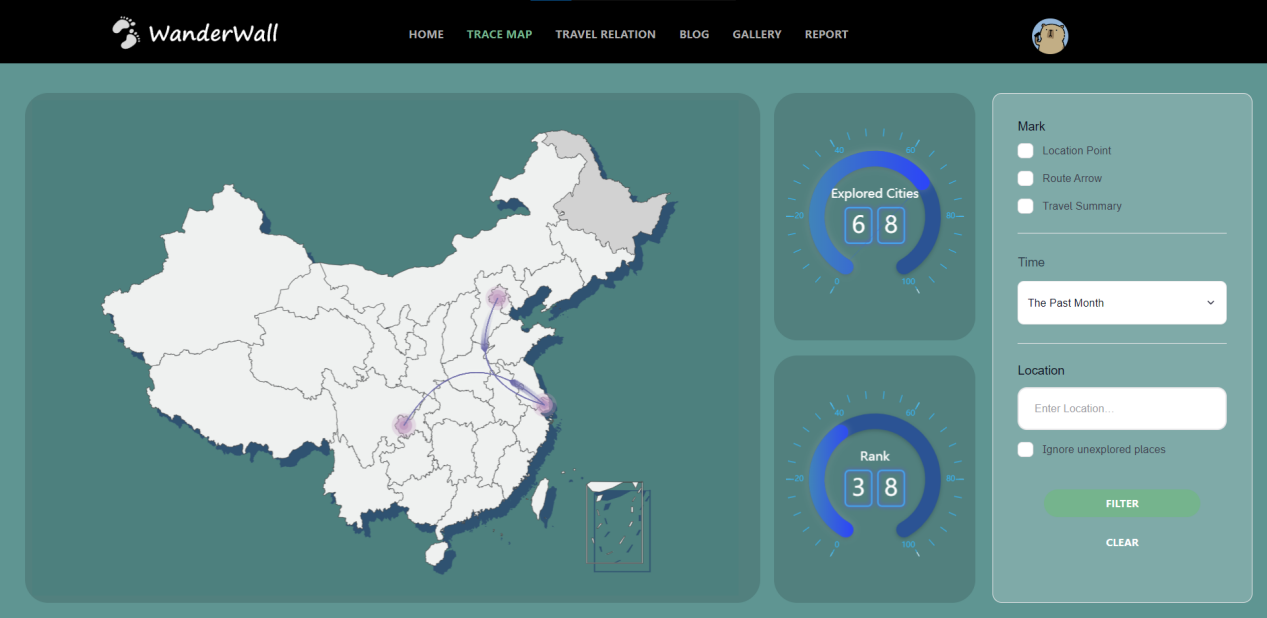 WanderWall
HOME
TRACE MAP
TRAVEL RELATION
BLOG
GALLERY
REPORT
40
60
Explored Cities
20
6 8
80
0
100
40
60
Rank
20
3 8
80
0
100
Mark
Location Point
Route Arrow
Travel Summary
Time
The Past Month
Location
Enter Location...
Ignore unexplored places
FILTER
CLEAR